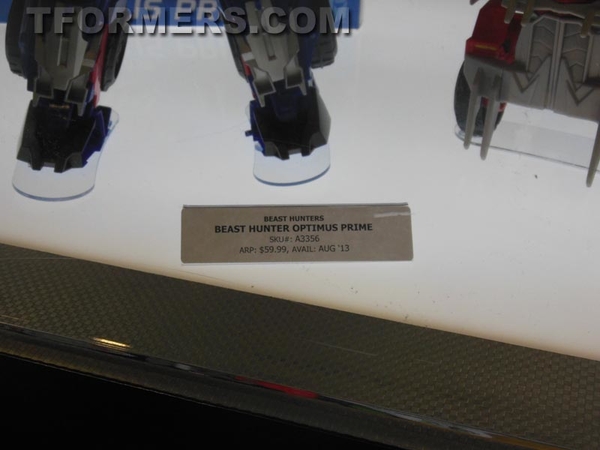 TFORMERS.COM
BEAST HUNTERS
BEAST HUNTER OPTIMUS PRIME
SKU#: A3356
ARP: $59.99, AVAIL: AUG '13